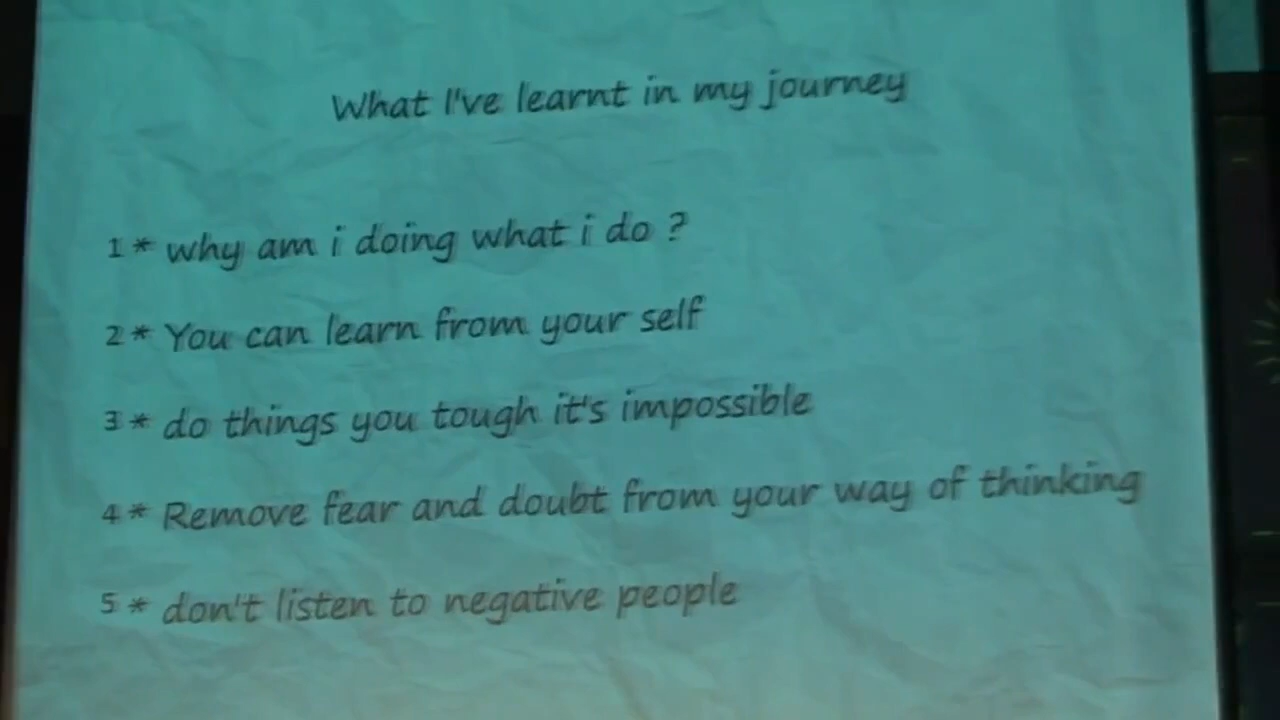 What I've learnt in my journey
1* why am i doing what i do ?
2* You can learn from your self
3* do things you tough it's impossible
4* Remove fear and doubt from your way of thinking
5* don't listen to negative people